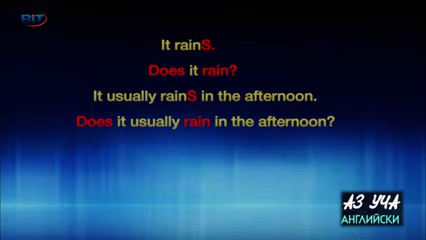 BIT
It rainS.
Does it rain?
It usually rainS in the afternoon.
Does it usually rain in the afternoon?
АЗ УЧА
АНГЛИЙСКИ